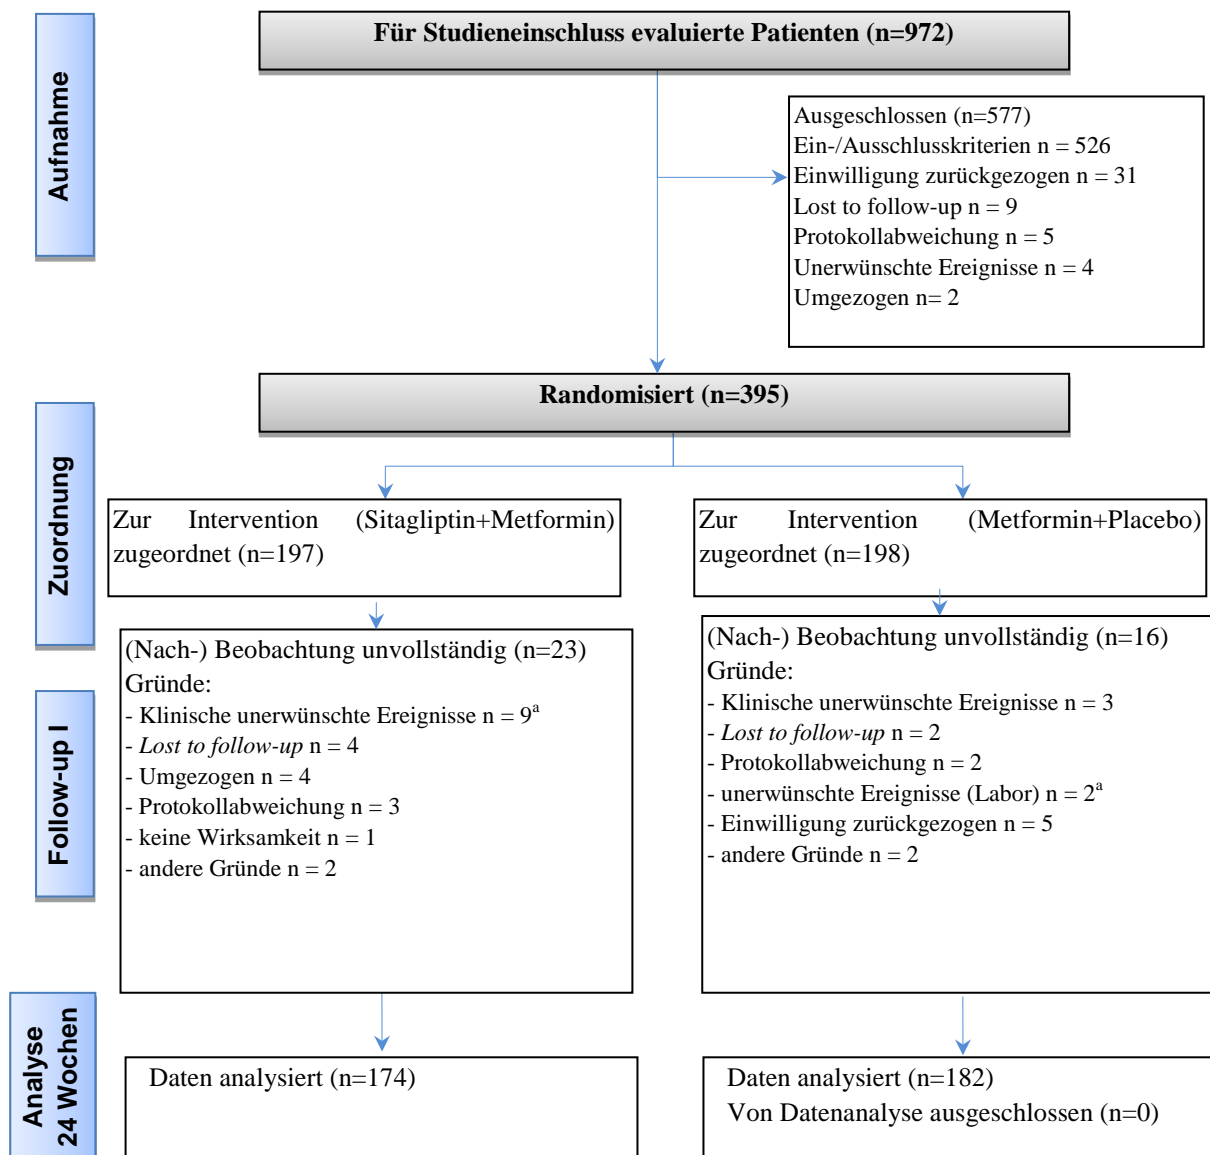 Aufnahme
Für Studieneinschluss evaluierte Patienten (n=972)
Ausgeschlossen (n=577)
Ein-/Ausschlusskriterien n = 526
Einwilligung zurückgezogen n = 31
Lost to follow-up n = 9
Protokollabweichung n = 5
Unerwünschte Ereignisse n = 4
Umgezogen n= 2
Randomisiert (n=395)
Zuordnung
Zur Intervention (Sitagliptin+Metformin)
zugeordnet (n=197)
Zur Intervention (Metformin+Placebo)
zugeordnet (n=198)
Follow-up I
(Nach-) Beobachtung unvollständig (n=23)
Gründe:
- Klinische unerwünschte Ereignisse n = 9ᵃ
- Lost to follow-up n = 4
- Umgezogen n = 4
- Protokollabweichung n = 3
- keine Wirksamkeit n = 1
- andere Gründe n = 2
(Nach-) Beobachtung unvollständig (n=16)
Gründe:
- Klinische unerwünschte Ereignisse n = 3
- Lost to follow-up n = 2
- Protokollabweichung n = 2
- unerwünschte Ereignisse (Labor) n = 2ᵃ
- Einwilligung zurückgezogen n = 5
- andere Gründe n = 2
Analyse
24 Wochen
Daten analysiert (n=174)
Daten analysiert (n=182)
Von Datenanalyse ausgeschlossen (n=0)